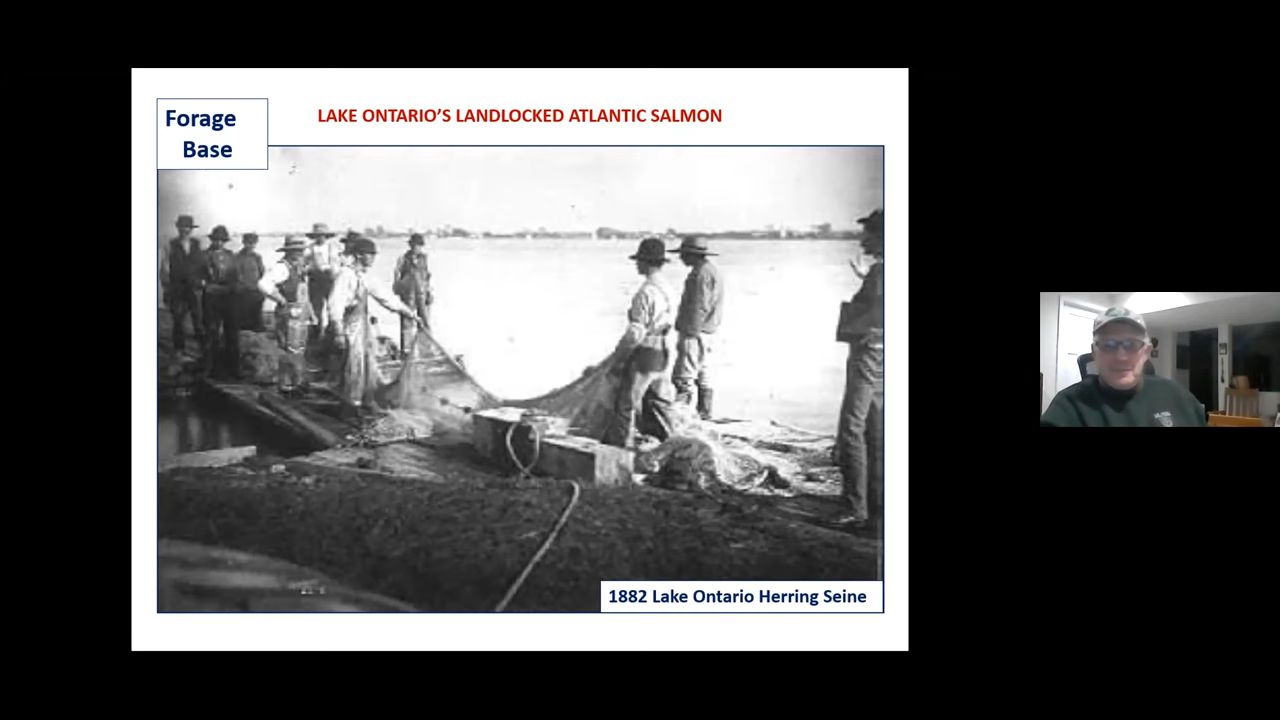 Forage
Base
LAKE ONTARIO'S LANDLOCKED ATLANTIC SALMON
1882 Lake Ontario Herring Seine